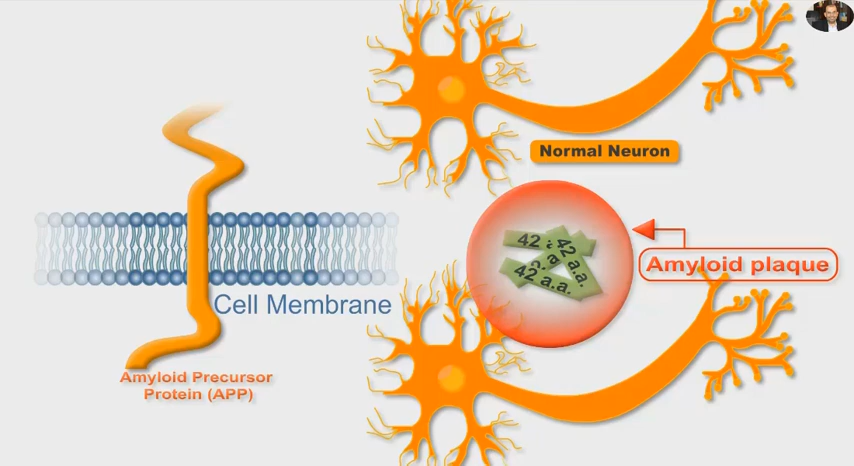 Normal Neuron
42 a.a.
42 a.a.
42 a.a.
Amyloid plaque
Cell Membrane
Amyloid Precursor
Protein (APP)